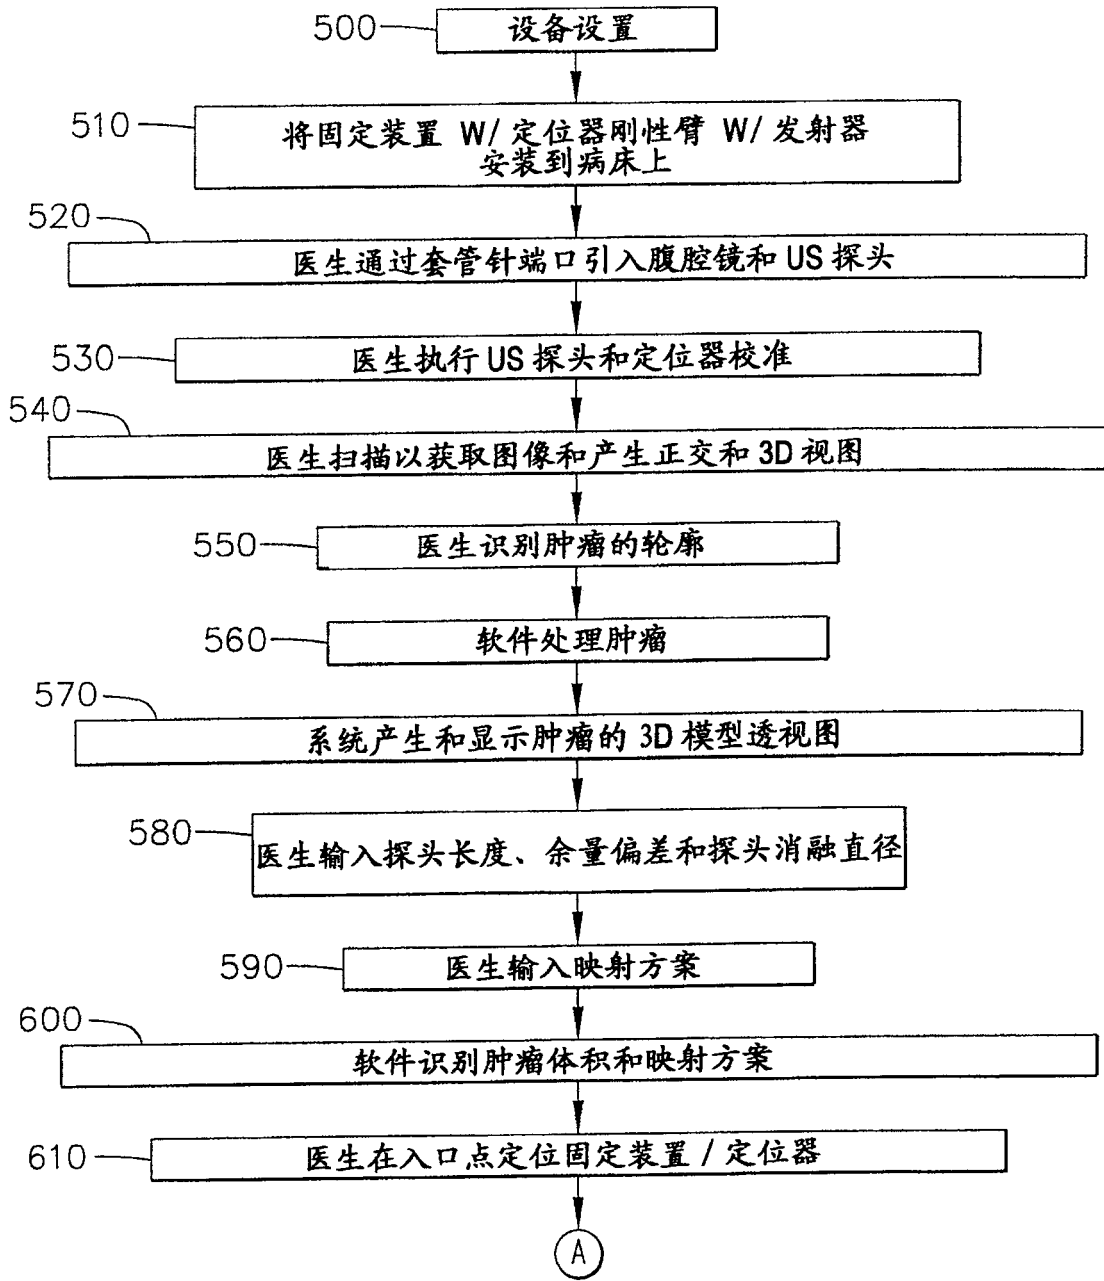 500
设备设置
510
将固定装置 W/ 定位器刚性臂 W/ 发射器
安装到病床上
520
医生通过套管针端口引入腹腔镜和 US 探头
530
医生执行 US 探头和定位器校准
540
医生扫描以获取图像和产生正交和 3D 视图
550
医生识别肿瘤的轮廓
560
软件处理肿瘤
570
系统产生和显示肿瘤的 3D 模型透视图
580
医生输入探头长度、余量偏差和探头消融直径
590
医生输入映射方案
600
软件识别肿瘤体积和映射方案
610
医生在入口点定位固定装置 / 定位器
A